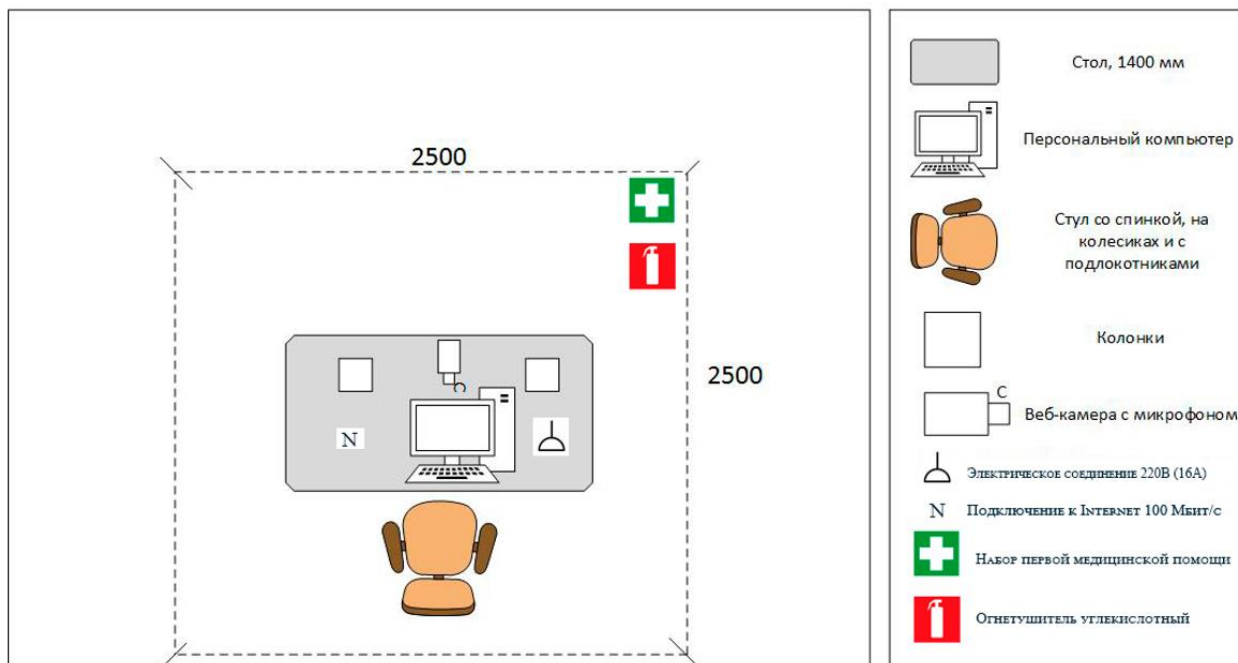 2500
2500
N
Стол, 1400 мм
Персональный компьютер
Стул со спинкой, на
колесиках и с
подлокотниками
Колонки
C
Веб-камера с микрофоном
Электрическое соединение 220В (16А)
N
Подключение к Internet 100 Мбит/с
Набор первой медицинской помощи
Огнетушитель углекислотный